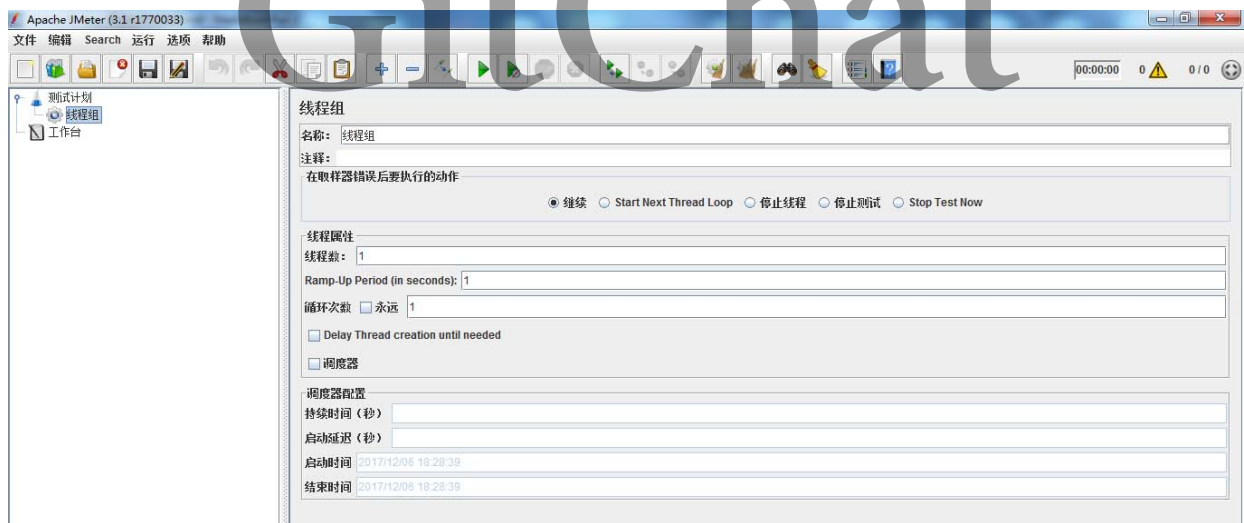 Apache JMeter (3.1 r1770033)
GitChat
文件 编辑 Search 运行 选项 帮助
00:00:00 0 0 / 0
测试计划
线程组
工作台
线程组
名称： 线程组
注释：
在取样器错误后要执行的动作
继续 Start Next Thread Loop 停止线程 停止测试 Stop Test Now
线程属性
线程数： 1
Ramp-Up Period (in seconds): 1
循环次数 永远 1
Delay Thread creation until needed
调度器
调度器配置
持续时间（秒）
启动延迟（秒）
启动时间 2017/12/06 18:28:39
结束时间 2017/12/06 18:28:39